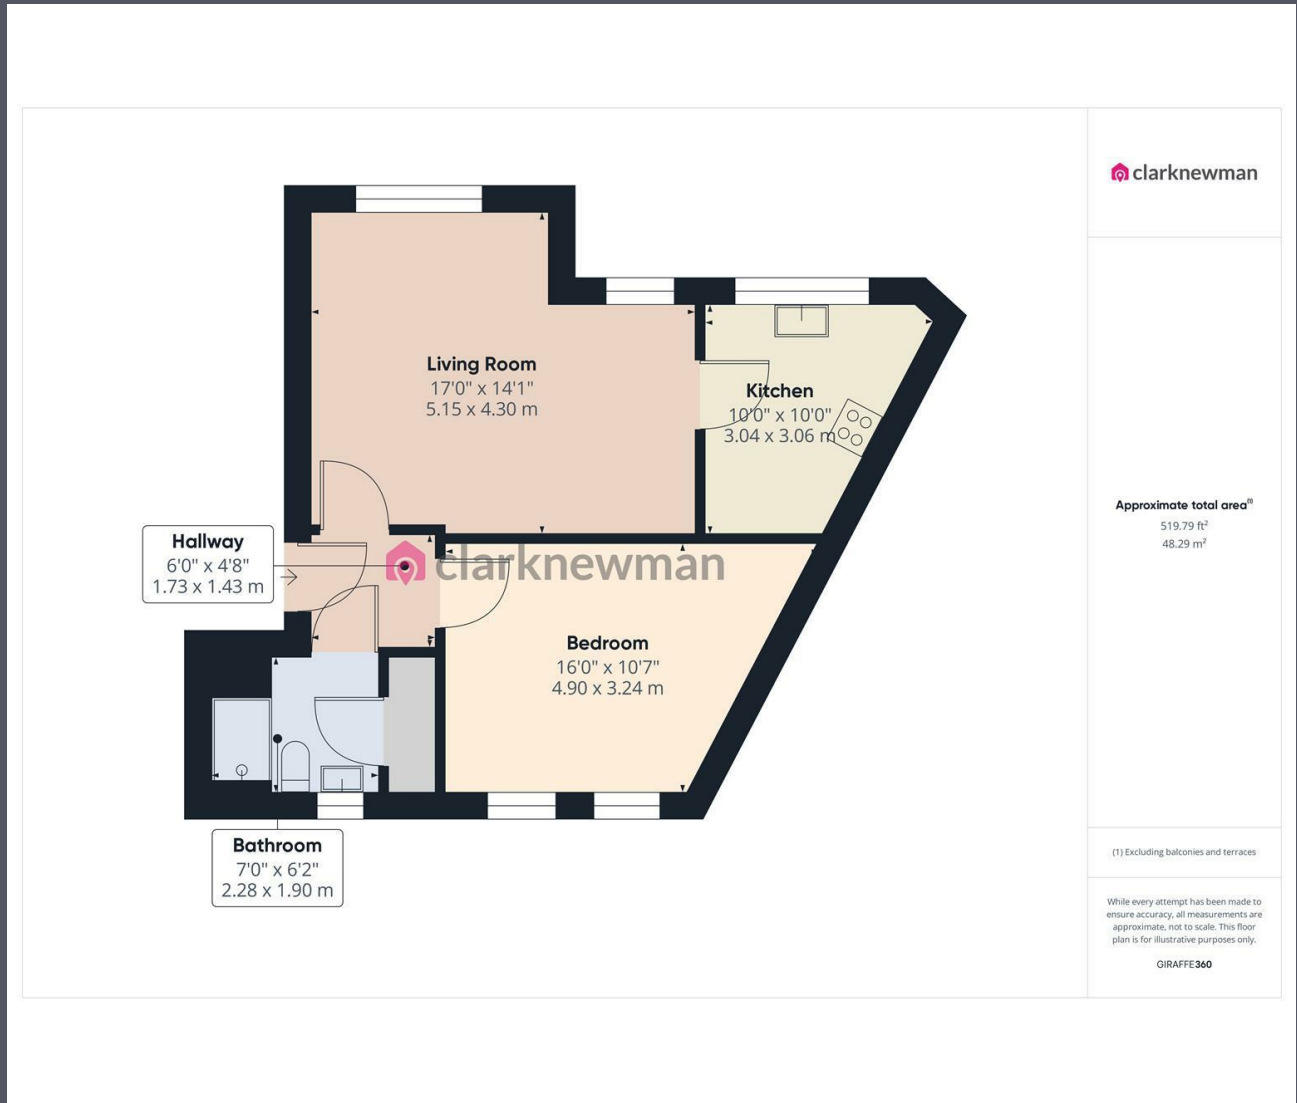 clarknewman
Living Room
17'0" x 14'1"
5.15 x 4.30 m
Kitchen
10'0" x 10'0"
3.04 x 3.06 m
Hallway
6'0" x 4'8"
1.73 x 1.43 m
clarknewman
Bedroom
16'0" x 10'7"
4.90 x 3.24 m
Bathroom
7'0" x 6'2"
2.28 x 1.90 m
Approximate total area⁽¹⁾
519.79 ft²
48.29 m²
(1) Excluding balconies and terraces
While every attempt has been made to
ensure accuracy, all measurements are
approximate, not to scale. This floor
plan is for illustrative purposes only.
GIRAFFE360